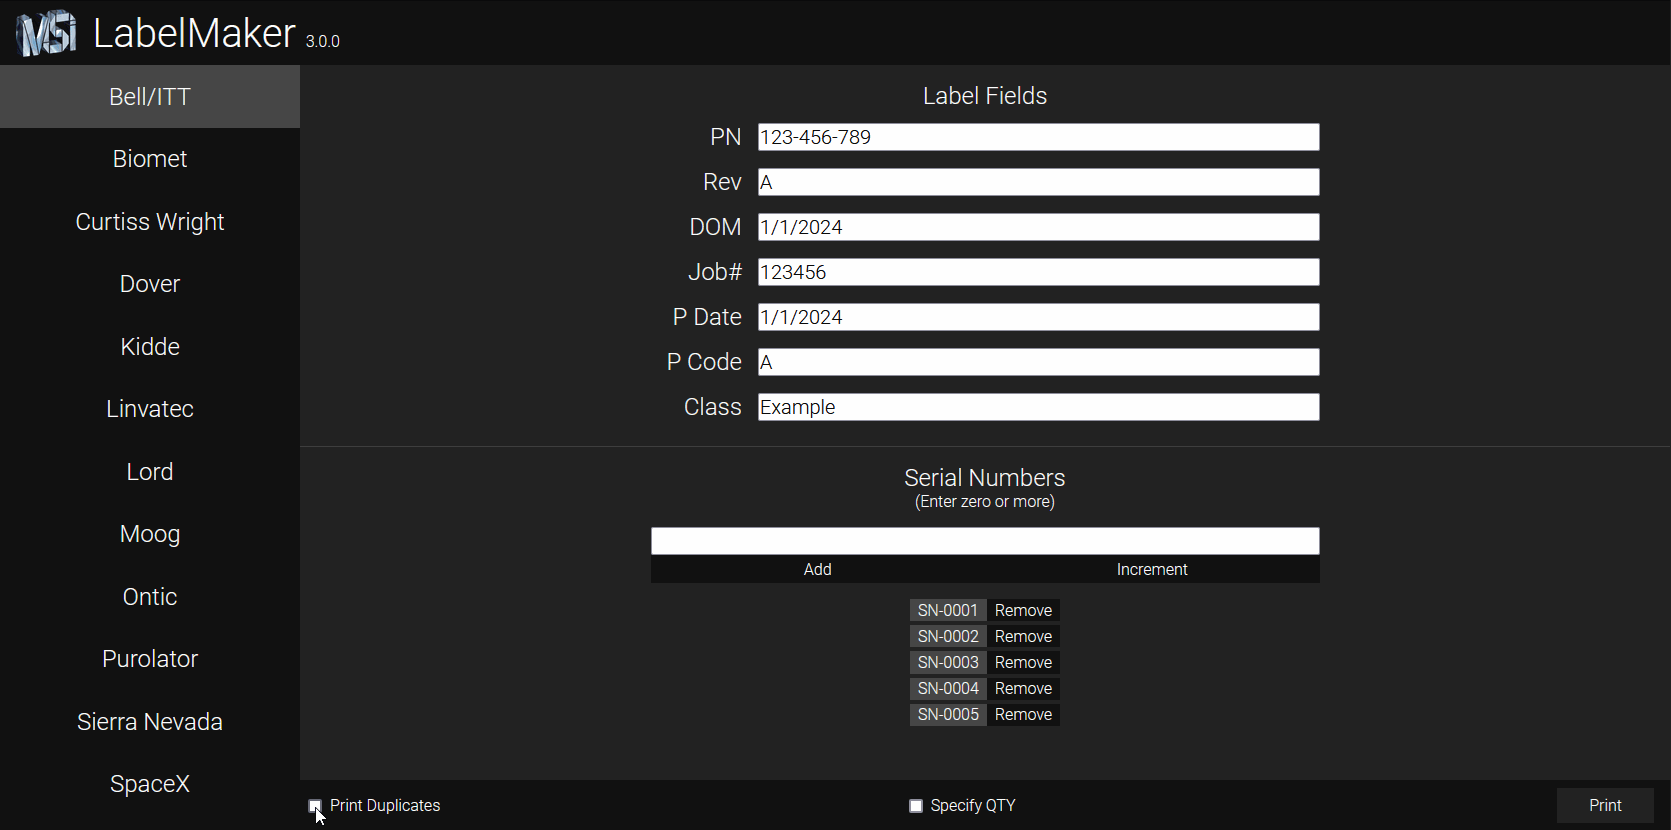 MSi LabelMaker 3.0.0
Bell/ITT
Biomet
Curtiss Wright
Dover
Kidde
Linvatec
Lord
Moog
Ontic
Purolator
Sierra Nevada
SpaceX
Label Fields
PN 123-456-789
Rev A
DOM 1/1/2024
Job# 123456
P Date 1/1/2024
P Code A
Class Example
Serial Numbers
(Enter zero or more)
Add Increment
SN-0001 Remove
SN-0002 Remove
SN-0003 Remove
SN-0004 Remove
SN-0005 Remove
Print Duplicates Specify QTY Print